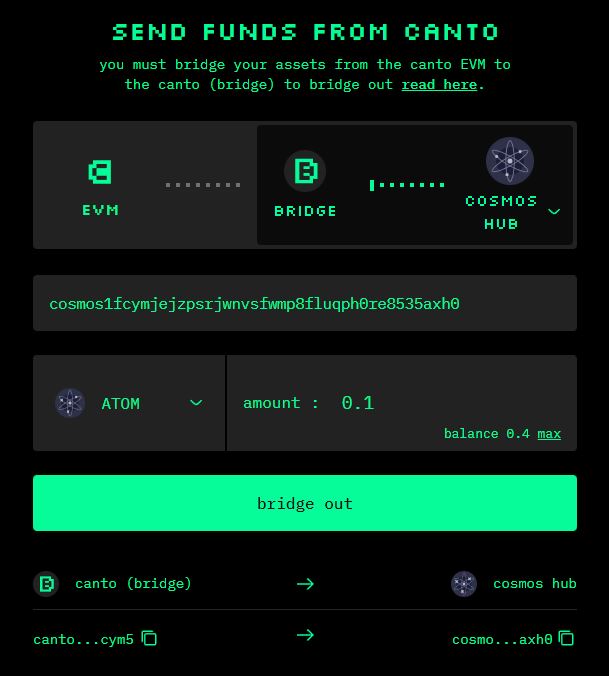 SEND FUNDS FROM CANTO
you must bridge your assets from the canto EVM to
the canto (bridge) to bridge out read here.
EVM
BRIDGE
COSMOS
HUB
cosmos1fcymjejzpsrjwnvsfwmp8fluqph0re8535axh0
ATOM
amount : 0.1
balance 0.4 max
bridge out
canto (bridge) → cosmos hub
canto...cym5 → cosmo...axh0